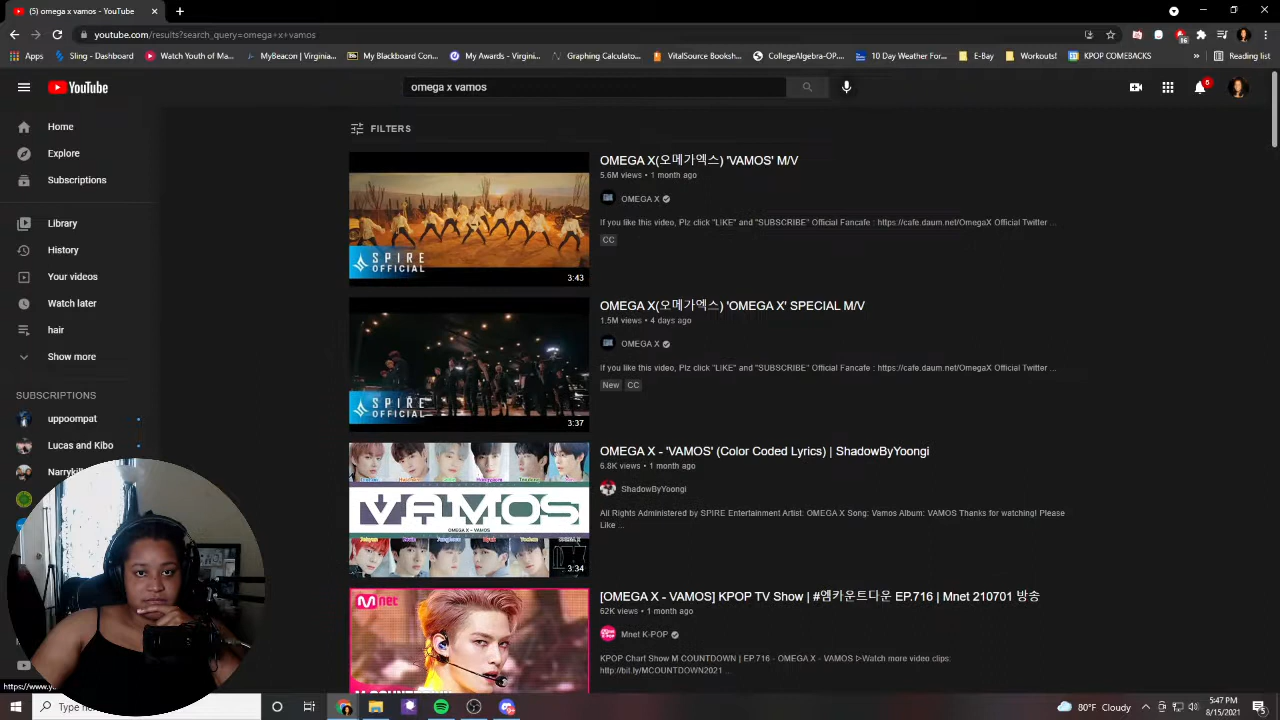 (5) omega x vamos - YouTube
youtube.com/results?search_query=omega+x+vamos
16
Apps
Sling - Dashboard
Watch Youth of Ma...
MyBeacon | Virginia...
My Awards - Virgini...
CollegeAlgebra-OP...
VitalSource Booksh...
10 Day Workout - ...
E-Bay
Workouts!
KPOP COMEBACKS
»
Reading list
YouTube
omega x vamos
5
Home
Explore
Subscriptions
Library
History
Your videos
Watch later
hair
Show more
SUBSCRIPTIONS
uppoompat
Lucas and Kibo
FILTERS
SPIRE
OFFICIAL
3:43
OMEGA X(오메가엑스) 'VAMOS' M/V
5.6M views • 1 month ago
OMEGA X
If you like this video, Plz click "LIKE" and "SUBSCRIBE" Official Fancafe : https://cafe.daum.net/OmegaX Official Twitter ...
CC
SPIRE
OFFICIAL
3:37
OMEGA X(오메가엑스) 'OMEGA X' SPECIAL M/V
1.5M views • 4 days ago
OMEGA X
If you like this video, Plz click "LIKE" and "SUBSCRIBE" Official Fancafe : https://cafe.daum.net/OmegaX Official Twitter ...
New CC
VAMOS
OMEGA X - VAMOS
3:34
OMEGA X - 'VAMOS' (Color Coded Lyrics) | ShadowByYoongi
6.8K views • 1 month ago
ShadowByYoongi
All Rights Administered by SPIRE Entertainment Artist: OMEGA X Song: Vamos Album: VAMOS Thanks for watching! Please
Like ...
Mnet
M COUNTDOWN
[OMEGA X - VAMOS] KPOP TV Show | #엠카운트다운 EP.716 | Mnet 210701 방송
62K views • 1 month ago
Mnet K-POP
KPOP Chart Show M COUNTDOWN | EP.716 - OMEGA X - VAMOS ▷Watch more video clips:
http://bit.ly/MCOUNTDOWN2021 ...
80°F Cloudy
5:47 PM
8/15/2021